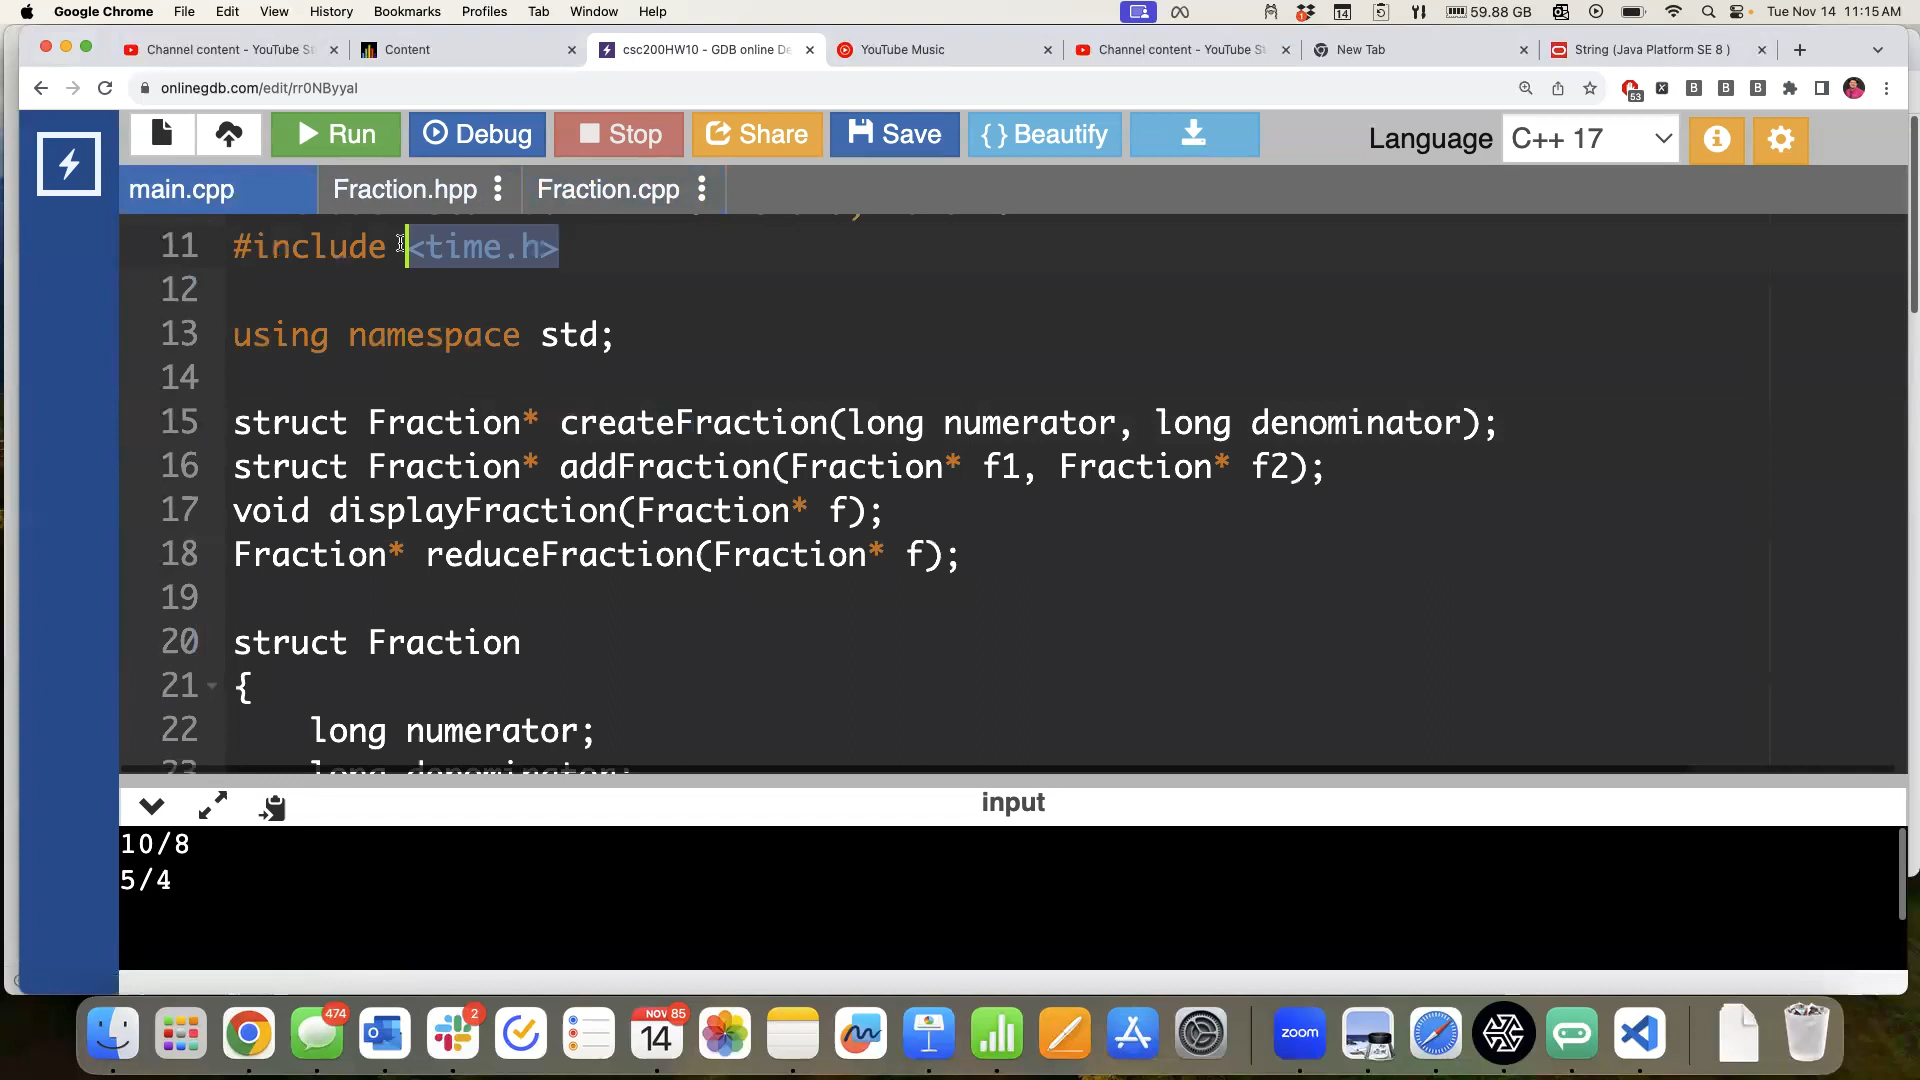 Google Chrome File Edit View History Bookmarks Profiles Tab Window Help 14 59.88 GB Tue Nov 14 11:15 AM
Channel content - YouTube St Content csc200HW10 - GDB online De YouTube Music Channel content - YouTube St New Tab String (Java Platform SE 8 )
onlinegdb.com/edit/rr0NByyal 53
Run Debug Stop Share Save {} Beautify Language C++ 17
main.cpp Fraction.hpp Fraction.cpp
11 #include <time.h>
12
13 using namespace std;
14
15 struct Fraction* createFraction(long numerator, long denominator);
16 struct Fraction* addFraction(Fraction* f1, Fraction* f2);
17 void displayFraction(Fraction* f);
18 Fraction* reduceFraction(Fraction* f);
19
20 struct Fraction
21 {
22 long numerator;
23 long denominator;
input
10/8
5/4
474 2 NOV 85
14 zoom